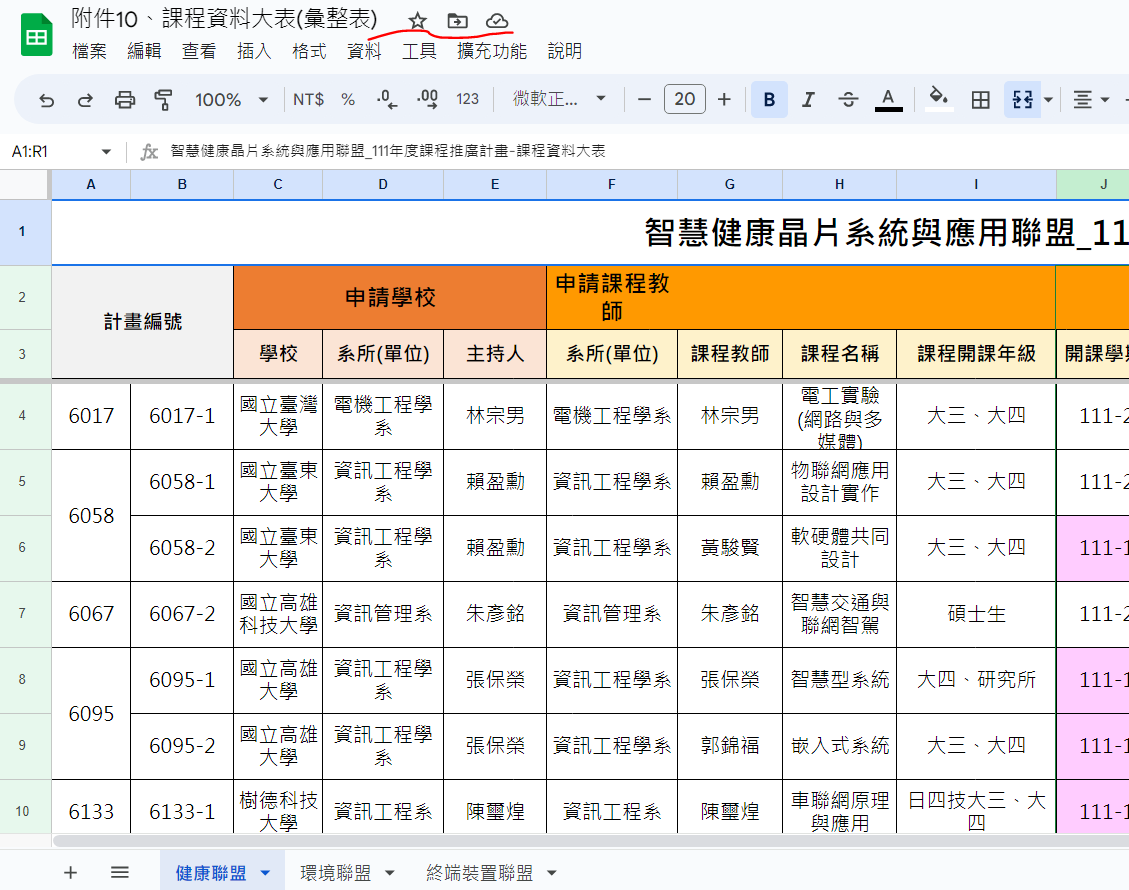 附件10、課程資料大表(彙整表)
檔案 編輯 查看 插入 格式 資料 工具 擴充功能 說明
100% NT$ % .0 .00 123 微軟正... 20 B I A
A1:R1 fx 智慧健康晶片系統與應用聯盟_111年度課程推廣計畫-課程資料大表
A B C D E F G H I J
1 智慧健康晶片系統與應用聯盟_11
2 計畫編號 申請學校 申請課程教
師
3 學校 系所(單位) 主持人 系所(單位) 課程教師 課程名稱 課程開課年級 開課學
4 6017 6017-1 國立臺灣
大學 電機工程學
系 林宗男 電機工程學系 林宗男 電工實驗
(網路與多
媒體) 大三、大四 111-2
5 6058 6058-1 國立臺東
大學 資訊工程學
系 賴盈勳 資訊工程學系 賴盈勳 物聯網應用
設計實作 大三、大四 111-2
6 6058-2 國立臺東
大學 資訊工程學
系 賴盈勳 資訊工程學系 黃駿賢 軟硬體共同
設計 大三、大四 111-1
7 6067 6067-2 國立高雄
科技大學 資訊管理系 朱彥銘 資訊管理系 朱彥銘 智慧交通與
聯網智駕 碩士生 111-2
8 6095 6095-1 國立高雄
大學 資訊工程學
系 張保榮 資訊工程學系 張保榮 智慧型系統 大四、研究所 111-1
9 6095-2 國立高雄
大學 資訊工程學
系 張保榮 資訊工程學系 郭錦福 嵌入式系統 大三、大四 111-1
10 6133 6133-1 樹德科技
大學 資訊工程系 陳璽煌 資訊工程系 陳璽煌 車聯網原理
與應用 日四技大三、大
四 111-1
健康聯盟 環境聯盟 終端裝置聯盟